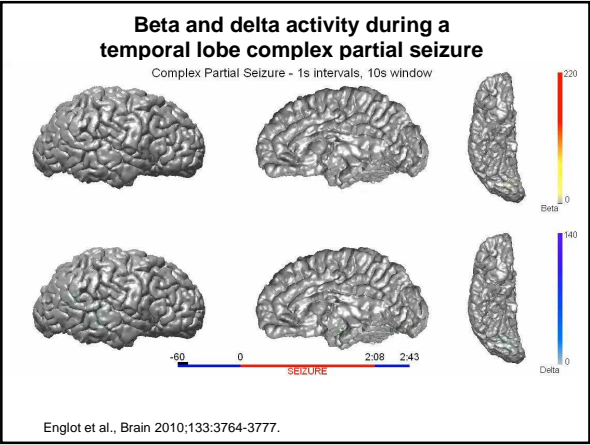 Beta and delta activity during a
temporal lobe complex partial seizure
Complex Partial Seizure - 1s intervals, 10s window
220
0
Beta
140
0
Delta
-60 0 2:08 2:43
SEIZURE
Englot et al., Brain 2010;133:3764-3777.